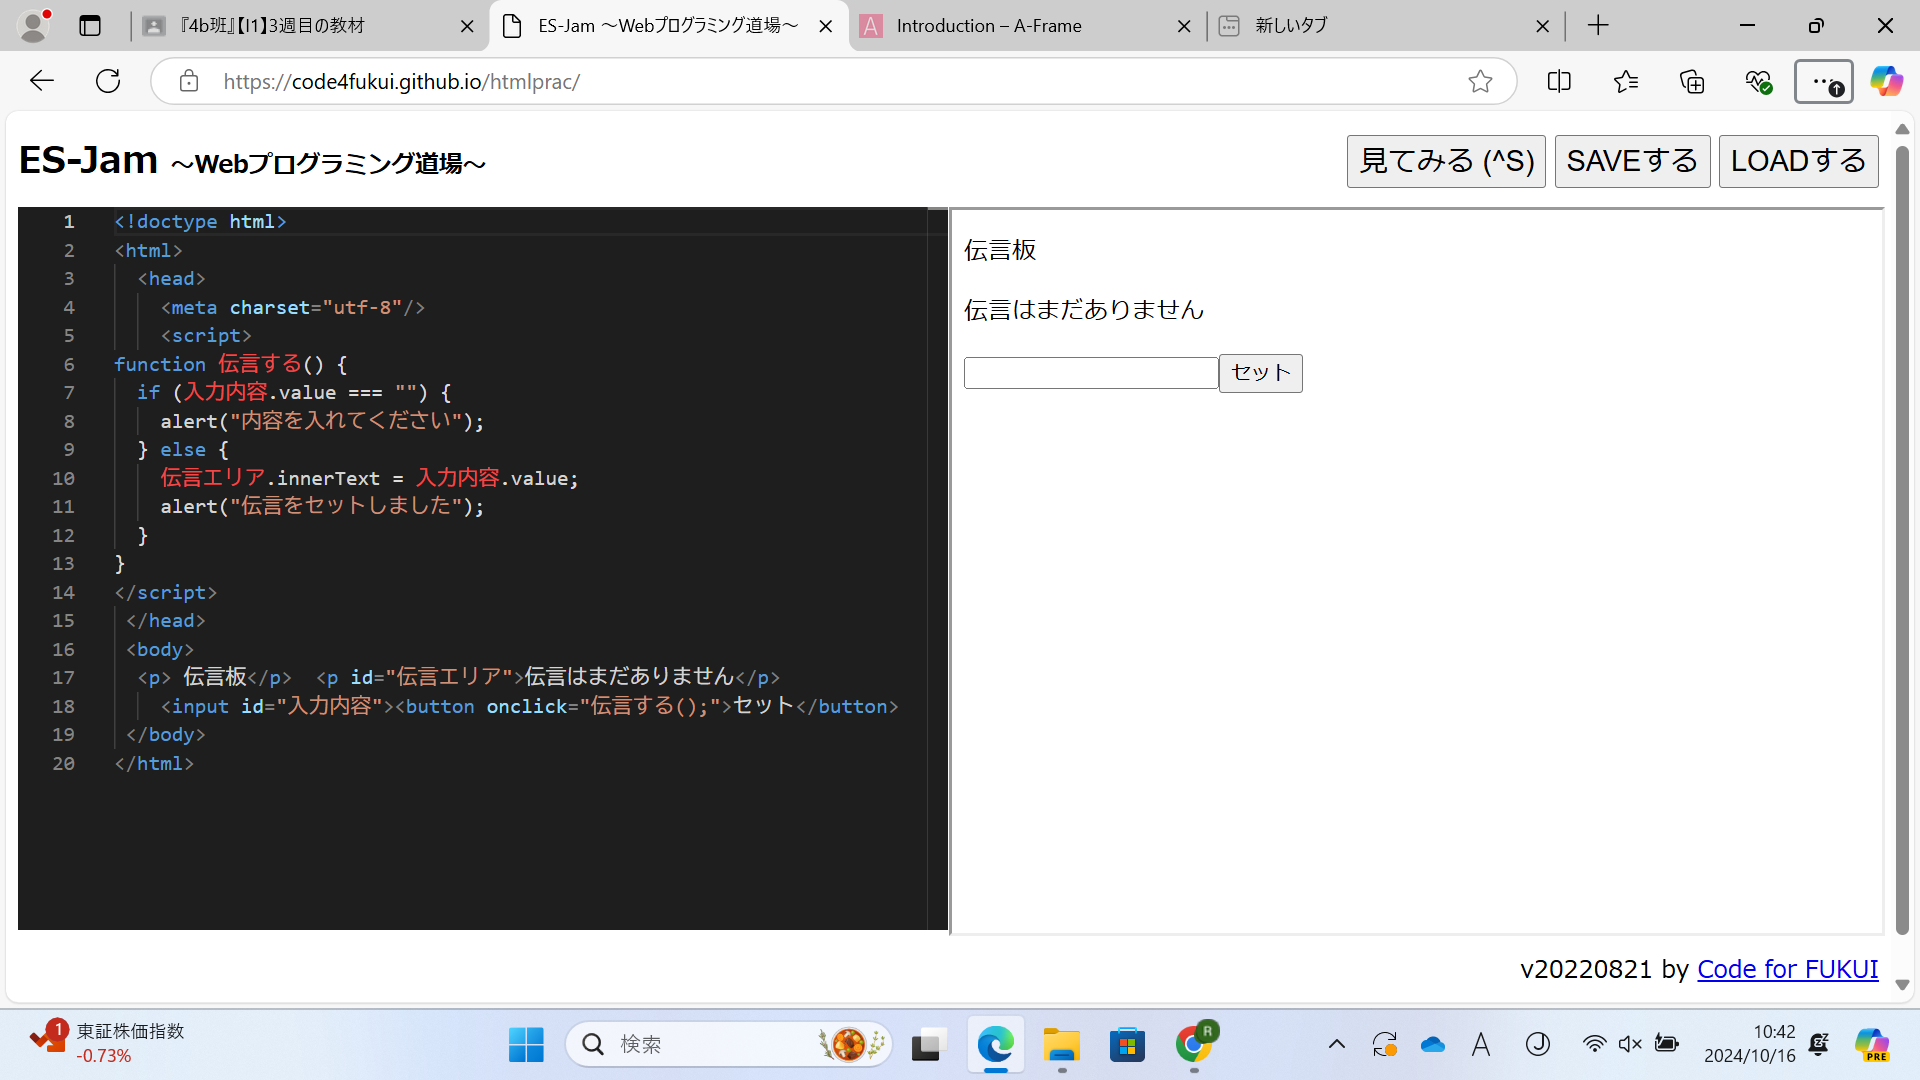 『4b班』【I1】3週目の教材
ES-Jam ～Webプログラミング道場～
Introduction – A-Frame
新しいタブ
https://code4fukui.github.io/htmlprac/
ES-Jam ～Webプログラミング道場～
見てみる (^S)
SAVEする
LOADする
1 <!doctype html>
2 <html>
3 <head>
4 <meta charset="utf-8"/>
5 <script>
6 function 伝言する() {
7 if (入力内容.value === "") {
8 alert("内容を入れてください");
9 } else {
10 伝言エリア.innerText = 入力内容.value;
11 alert("伝言をセットしました");
12 }
13 }
14 </script>
15 </head>
16 <body>
17 <p> 伝言板</p>  <p id="伝言エリア">伝言はまだありません</p>
18 <input id="入力内容"><button onclick="伝言する();">セット</button>
19 </body>
20 </html>
伝言板
伝言はまだありません
セット
v20220821 by Code for FUKUI
1
東証株価指数
-0.73%
検索
R
A
J
10:42
2024/10/16
PRE